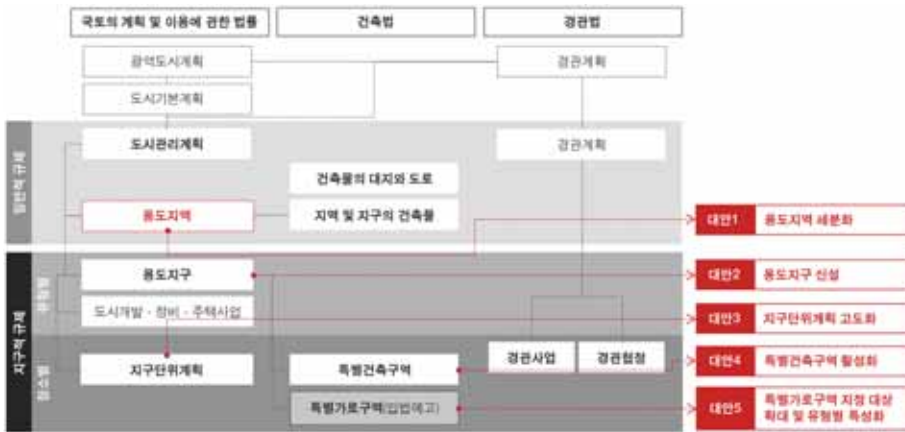 국토의 계획 및 이용에 관한 법률
건축법
경관법
광역도시계획
경관계획
도시기본계획
일반적 규제
도시관리계획
경관계획
건축물의 대지와 도로
용도지역
지역 및 지구의 건축물
대안1
용도지역 세분화
지구적 규제
유형별
용도지구
대안2
용도지구 신설
도시개발 · 정비 · 주택사업
대안3
지구단위계획 고도화
장소별
지구단위계획
특별건축구역
경관사업
경관협정
대안4
특별건축구역 활성화
특별가로구역(입법예고)
대안5
특별가로구역 지정 대상
확대 및 유형별 특성화